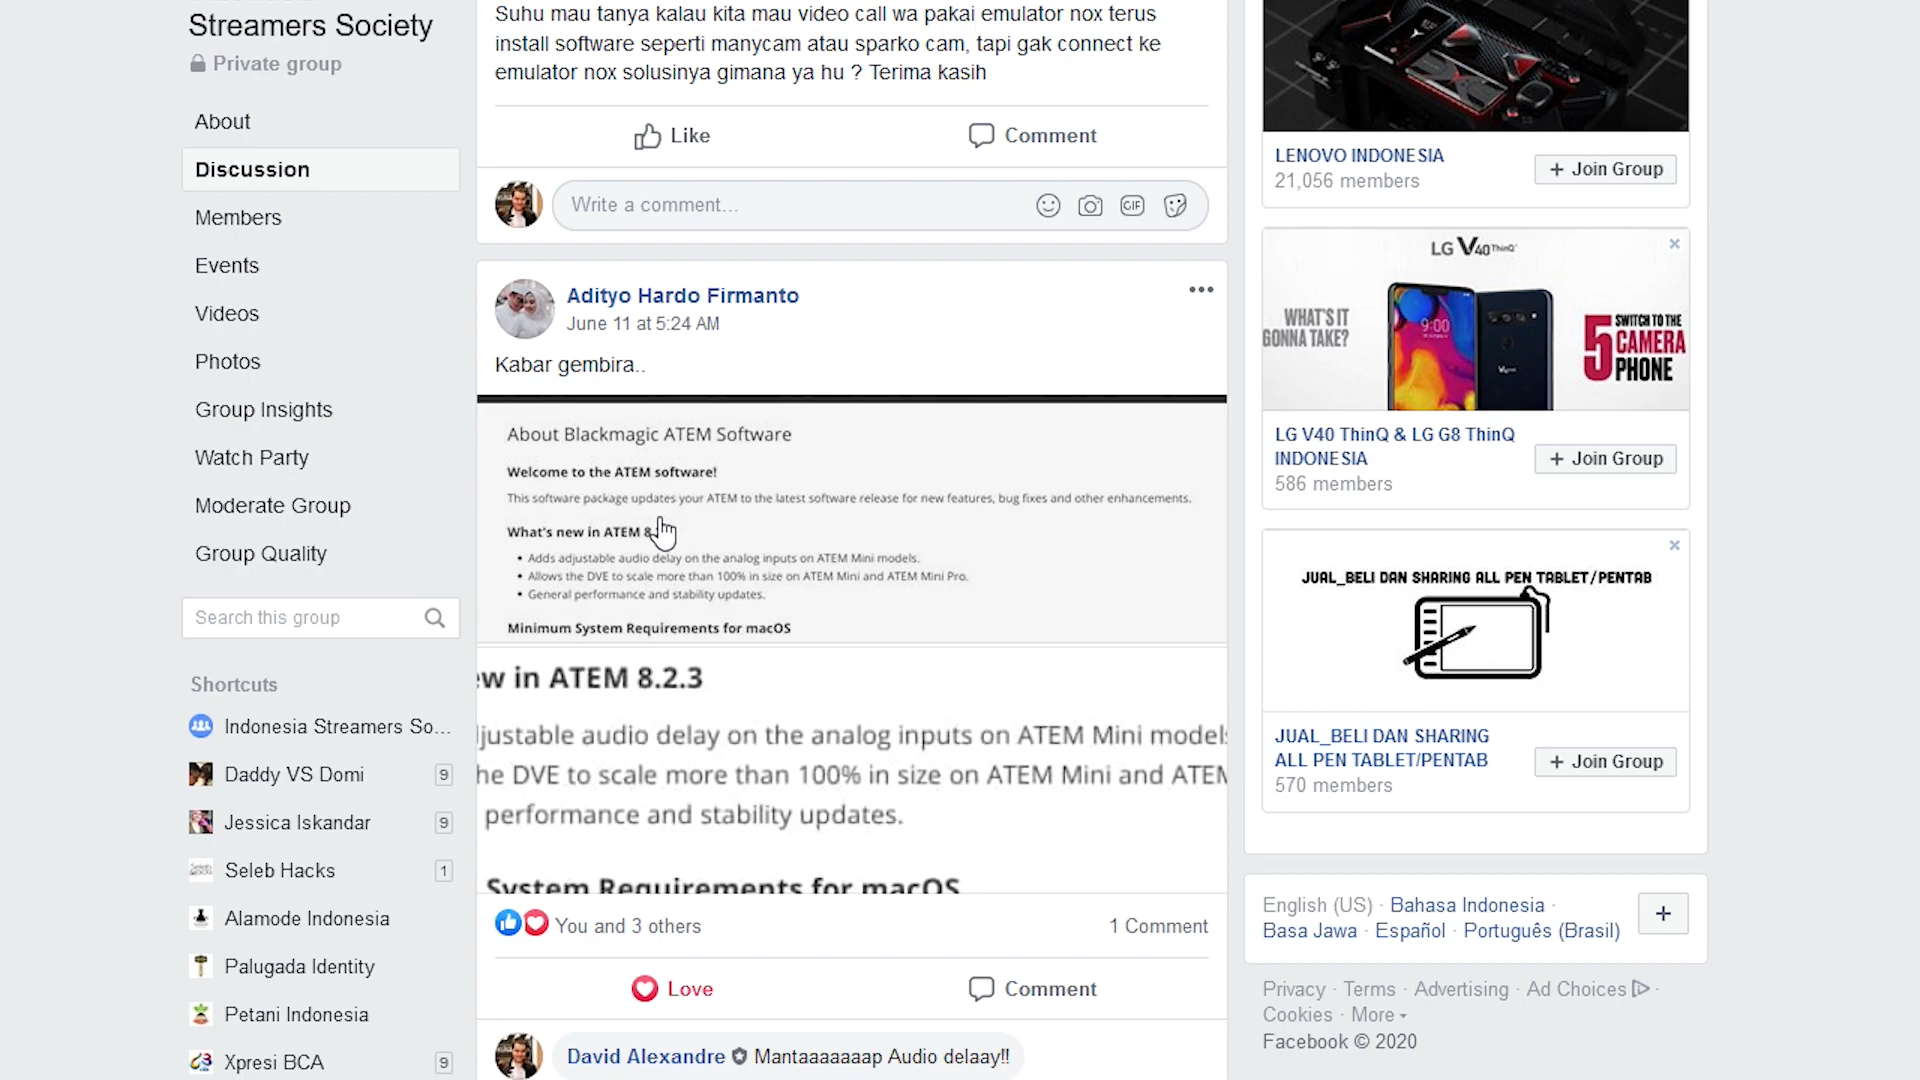 Streamers Society
Private group
About
Discussion
Members
Events
Videos
Photos
Group Insights
Watch Party
Moderate Group
Group Quality
Search this group
Shortcuts
Indonesia Streamers So...
Daddy VS Domi 9
Jessica Iskandar 9
Seleb Hacks 1
Alamode Indonesia
Palugada Identity
Petani Indonesia
Xpresi BCA 9
Suhu mau tanya kalau kita mau video call wa pakai emulator nox terus
install software seperti manycam atau sparko cam, tapi gak connect ke
emulator nox solusinya gimana ya hu ? Terima kasih
Like Comment
Write a comment...
GIF
Adityo Hardo Firmanto
June 11 at 5:24 AM
Kabar gembira..
About Blackmagic ATEM Software
Welcome to the ATEM software!
This software package updates your ATEM to the latest software release for new features, bug fixes and other enhancements.
What's new in ATEM 8
• Adds adjustable audio delay on the analog inputs on ATEM Mini models.
• Allows the DVE to scale more than 100% in size on ATEM Mini and ATEM Mini Pro.
• General performance and stability updates.
Minimum System Requirements for macOS
ew in ATEM 8.2.3
justable audio delay on the analog inputs on ATEM Mini models
he DVE to scale more than 100% in size on ATEM Mini and ATEM
performance and stability updates.
System Requirements for macOS
You and 3 others 1 Comment
Love Comment
David Alexandre Mantaaaaaaap Audio delaay!!
LENOVO INDONESIA
21,056 members
+ Join Group
LG V40 ThinQ
WHAT'S IT
GONNA TAKE?
9:00
SWITCH TO THE
5 CAMERA
PHONE
LG V40 ThinQ & LG G8 ThinQ
INDONESIA
586 members
+ Join Group
JUAL_BELI DAN SHARING ALL PEN TABLET/PENTAB
JUAL_BELI DAN SHARING
ALL PEN TABLET/PENTAB
570 members
+ Join Group
English (US) · Bahasa Indonesia ·
Basa Jawa · Español · Português (Brasil)
Privacy · Terms · Advertising · Ad Choices ·
Cookies · More
Facebook © 2020